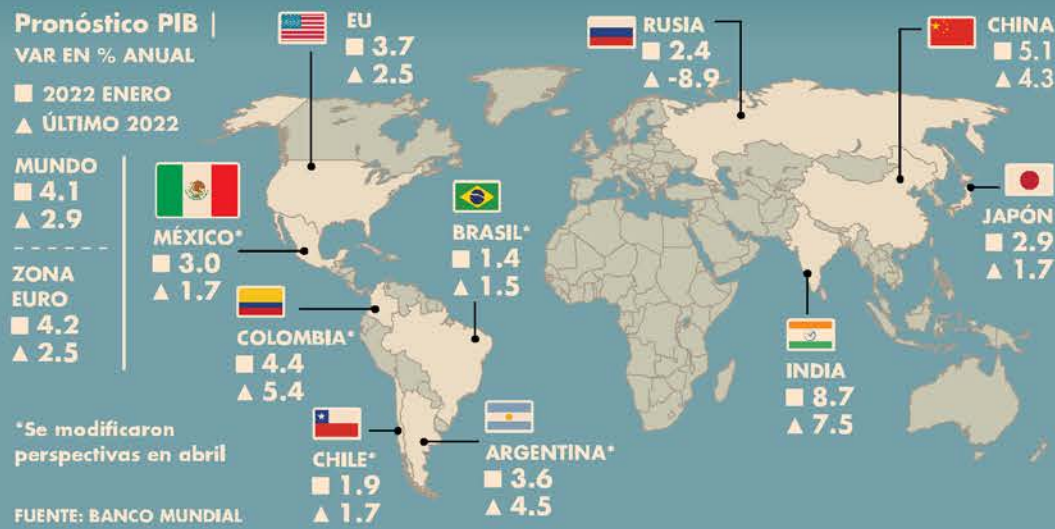 Pronóstico PIB |
VAR EN % ANUAL
■ 2022 ENERO
▲ ÚLTIMO 2022
MUNDO
■ 4.1
▲ 2.9
ZONA
EURO
■ 4.2
▲ 2.5
*Se modificaron
perspectivas en abril
FUENTE: BANCO MUNDIAL
EU
■ 3.7
▲ 2.5
MÉXICO*
■ 3.0
▲ 1.7
COLOMBIA*
■ 4.4
▲ 5.4
CHILE*
■ 1.9
▲ 1.7
BRASIL*
■ 1.4
▲ 1.5
ARGENTINA*
■ 3.6
▲ 4.5
RUSIA
■ 2.4
▲ -8.9
CHINA
■ 5.1
▲ 4.3
JAPÓN
■ 2.9
▲ 1.7
INDIA
■ 8.7
▲ 7.5